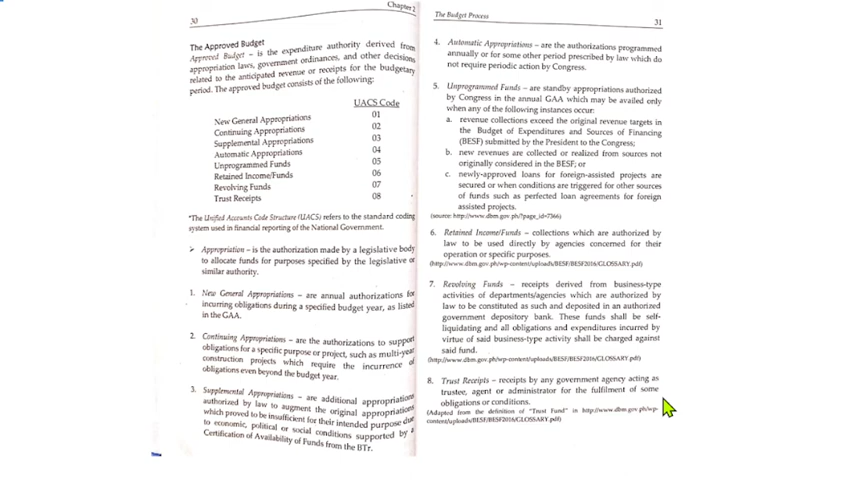 30
Chapter 2
The Approved Budget
Approved Budget – is the expenditure authority derived from
appropriation laws, government ordinances, and other decisions
related to the anticipated revenue or receipts for the budgetary
period. The approved budget consists of the following:
UACS Code
New General Appropriations 01
Continuing Appropriations 02
Supplemental Appropriations 03
Automatic Appropriations 04
Unprogrammed Funds 05
Retained Income/Funds 06
Revolving Funds 07
Trust Receipts 08
*The Unified Accounts Code Structure (UACS) refers to the standard coding
system used in financial reporting of the National Government.
➢ Appropriation – is the authorization made by a legislative body
to allocate funds for purposes specified by the legislative or
similar authority.
1. New General Appropriations – are annual authorizations for
incurring obligations during a specified budget year, as listed
in the GAA.
2. Continuing Appropriations – are the authorizations to support
obligations for a specific purpose or project, such as multi-year
construction projects which require the incurrence of
obligations even beyond the budget year.
3. Supplemental Appropriations – are additional appropriations
authorized by law to augment the original appropriations
which proved to be insufficient for their intended purpose due
to economic, political or social conditions supported by a
Certification of Availability of Funds from the BTr.
The Budget Process
31
4. Automatic Appropriations – are the authorizations programmed
annually or for some other period prescribed by law which do
not require periodic action by Congress.
5. Unprogrammed Funds – are standby appropriations authorized
by Congress in the annual GAA which may be availed only
when any of the following instances occur:
a. revenue collections exceed the original revenue targets in
the Budget of Expenditures and Sources of Financing
(BESF) submitted by the President to the Congress;
b. new revenues are collected or realized from sources not
originally considered in the BESF; or
c. newly-approved loans for foreign-assisted projects are
secured or when conditions are triggered for other sources
of funds such as perfected loan agreements for foreign
assisted projects.
(source: http://www.dbm.gov.ph/?page_id=7366)
6. Retained Income/Funds – collections which are authorized by
law to be used directly by agencies concerned for their
operation or specific purposes.
(http://www.dbm.gov.ph/wp-content/uploads/BESF/BESF2016/GLOSSARY.pdf)
7. Revolving Funds – receipts derived from business-type
activities of departments/agencies which are authorized by
law to be constituted as such and deposited in an authorized
government depository bank. These funds shall be self-
liquidating and all obligations and expenditures incurred by
virtue of said business-type activity shall be charged against
said fund.
(http://www.dbm.gov.ph/wp-content/uploads/BESF/BESF2016/GLOSSARY.pdf)
8. Trust Receipts – receipts by any government agency acting as
trustee, agent or administrator for the fulfilment of some
obligations or conditions.
(Adapted from the definition of "Trust Fund" in http://www.dbm.gov.ph/wp-
content/uploads/BESF/BESF2016/GLOSSARY.pdf)